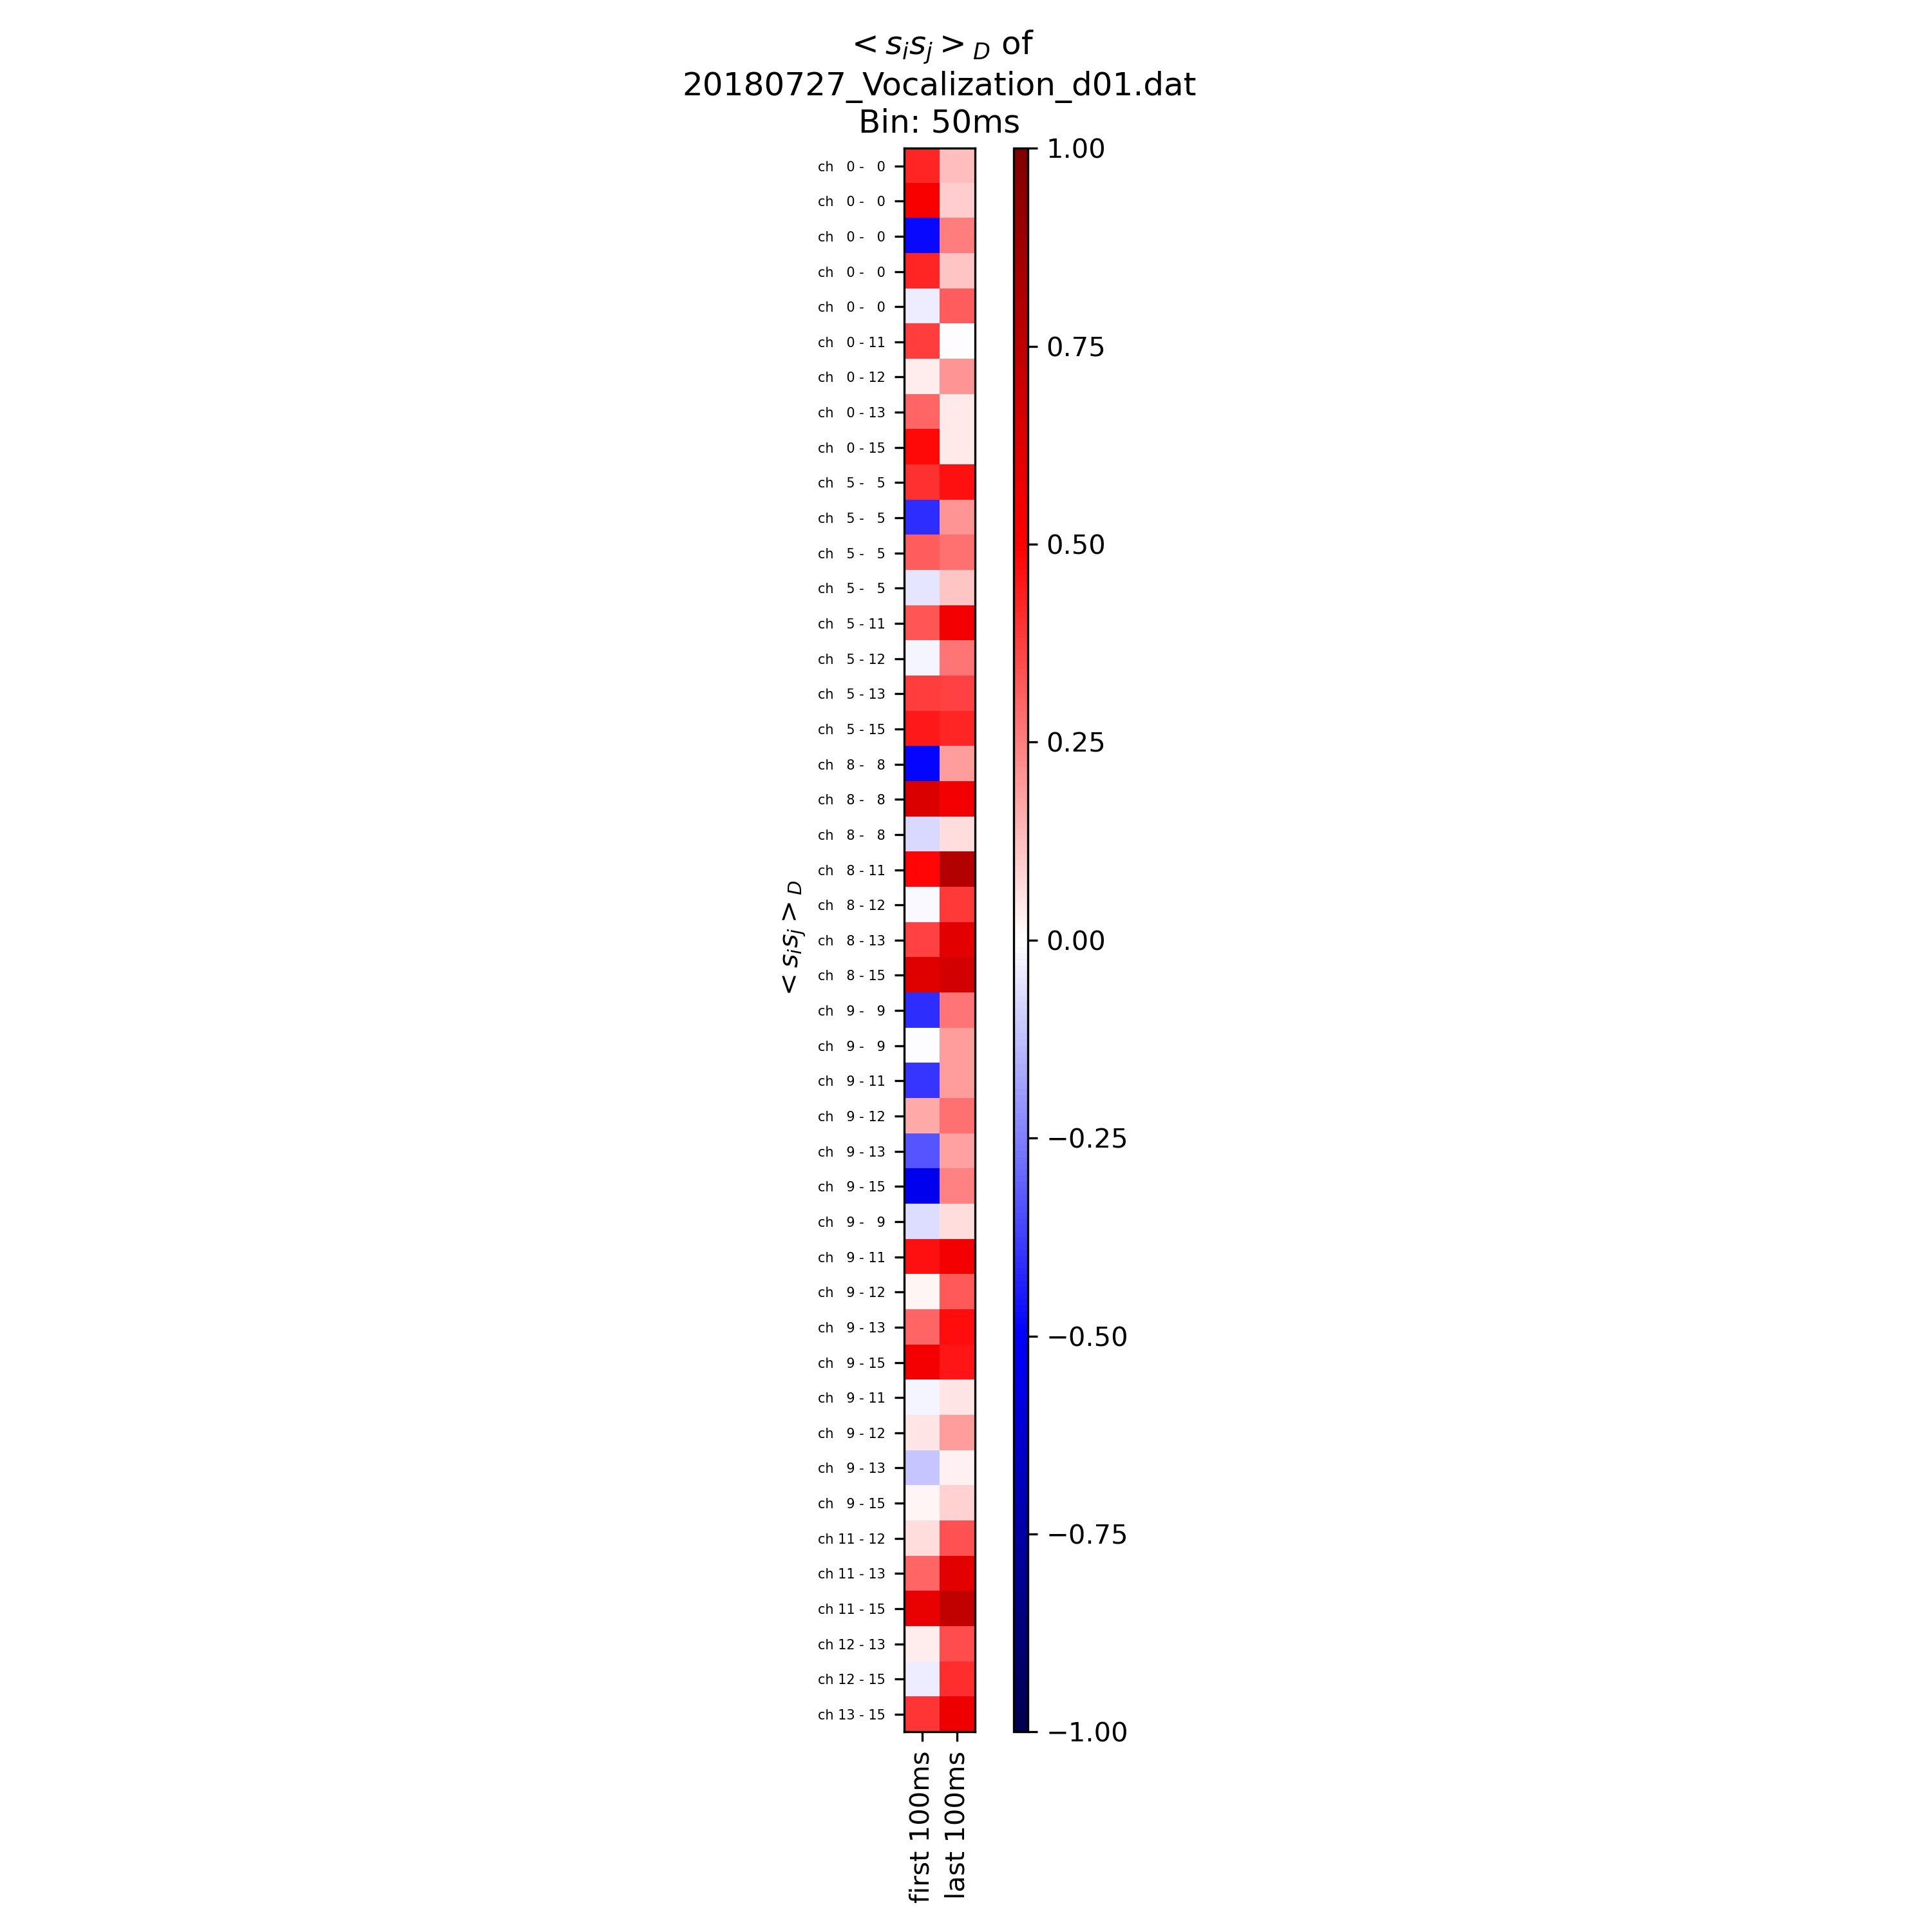 < s_i s_j >_D of
20180727_Vocalization_d01.dat
Bin: 50ms
< s_i s_j >_D
ch 0 - 0
ch 0 - 0
ch 0 - 0
ch 0 - 0
ch 0 - 0
ch 0 - 11
ch 0 - 12
ch 0 - 13
ch 0 - 15
ch 5 - 5
ch 5 - 5
ch 5 - 5
ch 5 - 5
ch 5 - 11
ch 5 - 12
ch 5 - 13
ch 5 - 15
ch 8 - 8
ch 8 - 8
ch 8 - 8
ch 8 - 11
ch 8 - 12
ch 8 - 13
ch 8 - 15
ch 9 - 9
ch 9 - 9
ch 9 - 11
ch 9 - 12
ch 9 - 13
ch 9 - 15
ch 9 - 9
ch 9 - 11
ch 9 - 12
ch 9 - 13
ch 9 - 15
ch 9 - 11
ch 9 - 12
ch 9 - 13
ch 9 - 15
ch 11 - 12
ch 11 - 13
ch 11 - 15
ch 12 - 13
ch 12 - 15
ch 13 - 15
first 100ms
last 100ms
1.00
0.75
0.50
0.25
0.00
−0.25
−0.50
−0.75
−1.00